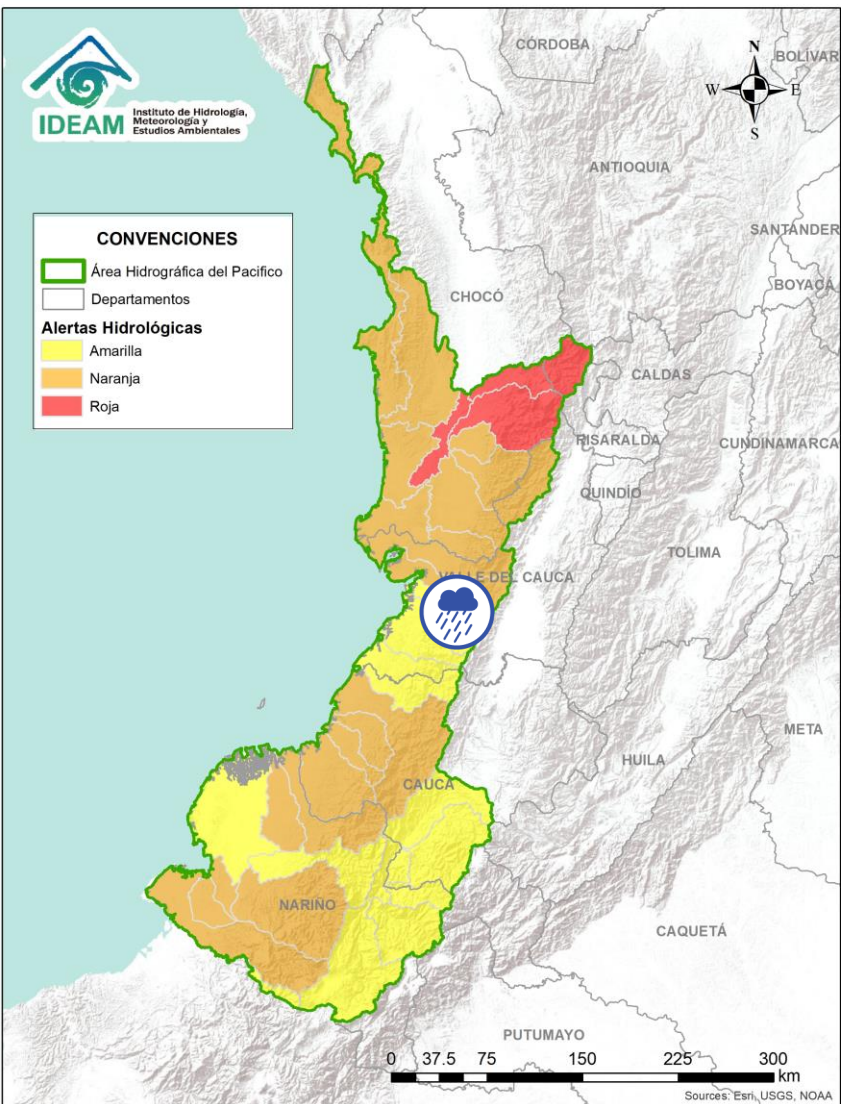 IDEAM
Instituto de Hidrología,
Meteorología y
Estudios Ambientales
N
W
E
S
CONVENCIONES
Área Hidrográfica del Pacifico
Departamentos
Alertas Hidrológicas
Amarilla
Naranja
Roja
CÓRDOBA
BOLÍVAR
ANTIOQUIA
SANTANDER
BOYACÁ
CHOCÓ
CALDAS
RISARALDA
CUNDINAMARCA
QUINDÍO
TOLIMA
VALLE DEL CAUCA
META
HUILA
CAUCA
NARIÑO
CAQUETÁ
PUTUMAYO
0 37.5 75 150 225 300
km
Sources: Esri, USGS, NOAA